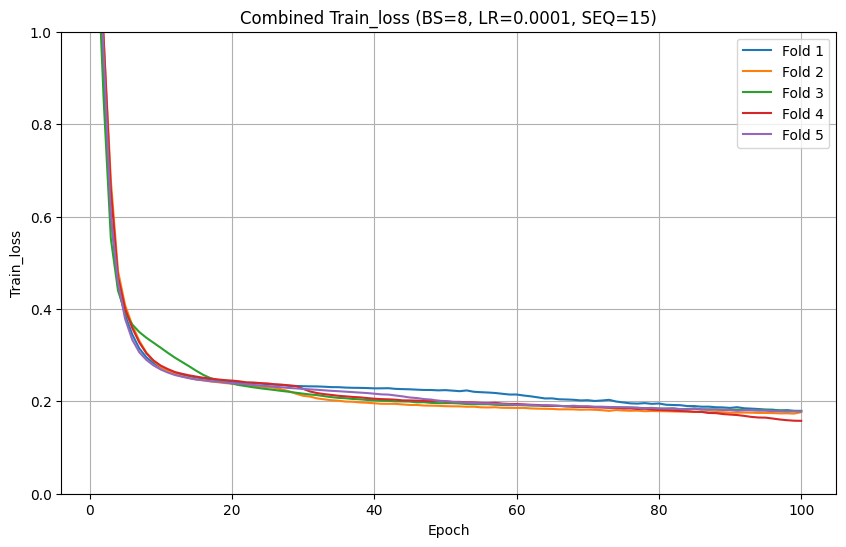 Combined Train_loss (BS=8, LR=0.0001, SEQ=15)
Fold 1
Fold 2
Fold 3
Fold 4
Fold 5
Train_loss
1.0
0.8
0.6
0.4
0.2
0.0
0 20 40 60 80 100
Epoch